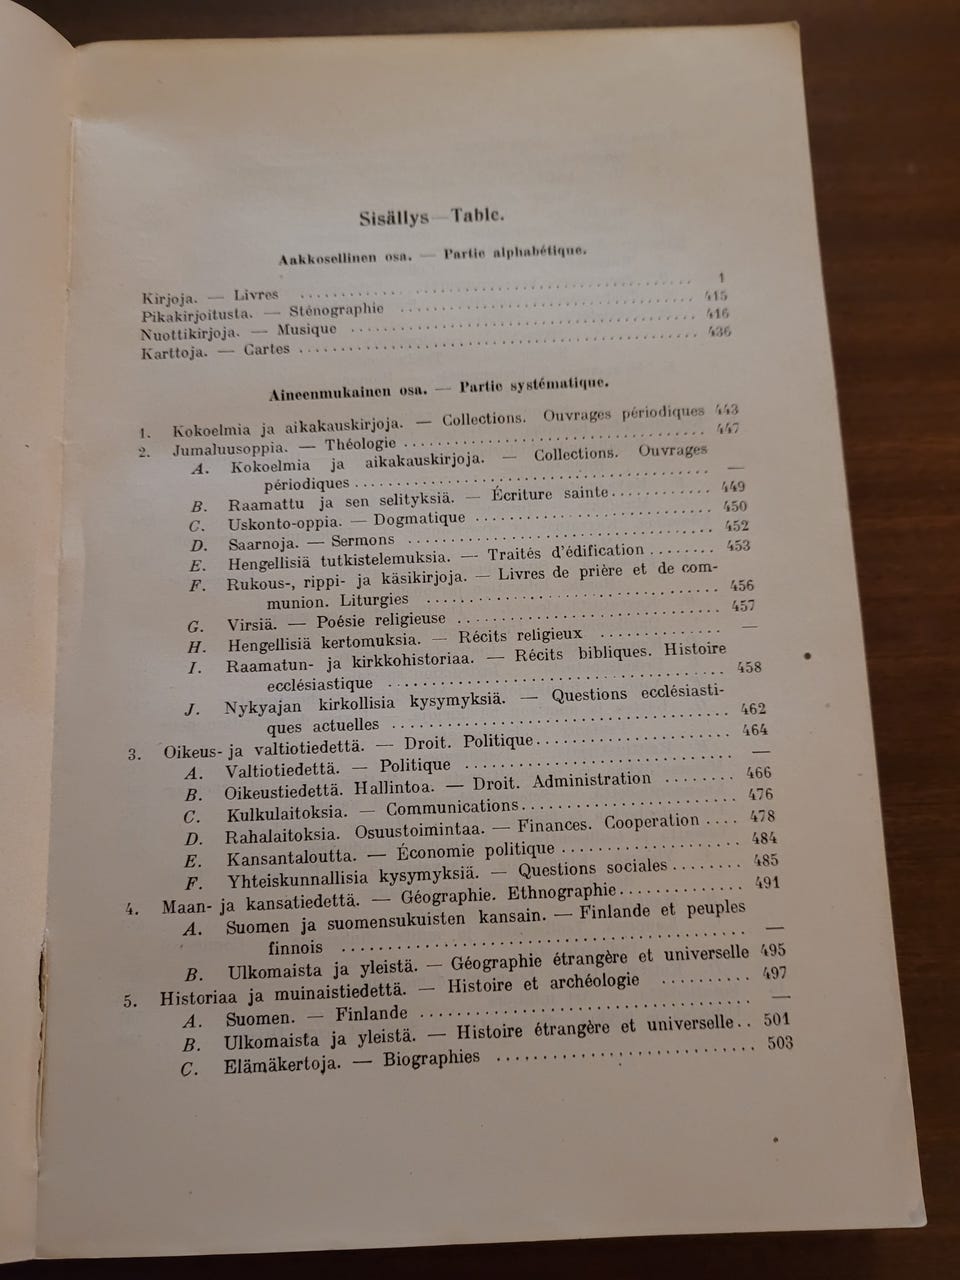 Sisällys — Table.
Aakkosellinen osa. — Partie alphabétique.
Kirjoja. — Livres .......... 1
Pikakirjoitusta. — Sténographie .......... 415
Nuottikirjoja. — Musique .......... 416
Karttoja. — Cartes .......... 436
Aineenmukainen osa. — Partie systématique.
1. Kokoelmia ja aikakauskirjoja. — Collections. Ouvrages périodiques 443
2. Jumaluusoppia. — Théologie .......... 447
A. Kokoelmia ja aikakauskirjoja. — Collections. Ouvrages
périodiques .......... —
B. Raamattu ja sen selityksiä. — Écriture sainte .......... 449
C. Uskonto-oppia. — Dogmatique .......... 450
D. Saarnoja. — Sermons .......... 452
E. Hengellisiä tutkistelemuksia. — Traités d'édification ........ 453
F. Rukous-, rippi- ja käsikirjoja. — Livres de prière et de com-
munion. Liturgies .......... 456
G. Virsiä. — Poésie religieuse .......... 457
H. Hengellisiä kertomuksia. — Récits religieux .......... —
I. Raamatun- ja kirkkohistoriaa. — Récits bibliques. Histoire
ecclésiastique .......... 458
J. Nykyajan kirkollisia kysymyksiä. — Questions ecclésiasti-
ques actuelles .......... 462
3. Oikeus- ja valtiotiedettä. — Droit. Politique .......... 464
A. Valtiotiedettä. — Politique .......... —
B. Oikeustiedettä. Hallintoa. — Droit. Administration ........ 466
C. Kulkulaitoksia. — Communications .......... 476
D. Rahalaitoksia. Osuustoimintaa. — Finances. Cooperation .... 478
E. Kansantaloutta. — Économie politique .......... 484
F. Yhteiskunnallisia kysymyksiä. — Questions sociales ........ 485
4. Maan- ja kansatiedettä. — Géographie. Ethnographie .......... 491
A. Suomen ja suomensukuisten kansain. — Finlande et peuples
finnois .......... —
B. Ulkomaista ja yleistä. — Géographie étrangère et universelle 495
5. Historiaa ja muinaistiedettä. — Histoire et archéologie .......... 497
A. Suomen. — Finlande .......... —
B. Ulkomaista ja yleistä. — Histoire étrangère et universelle .. 501
C. Elämäkertoja. — Biographies .......... 503